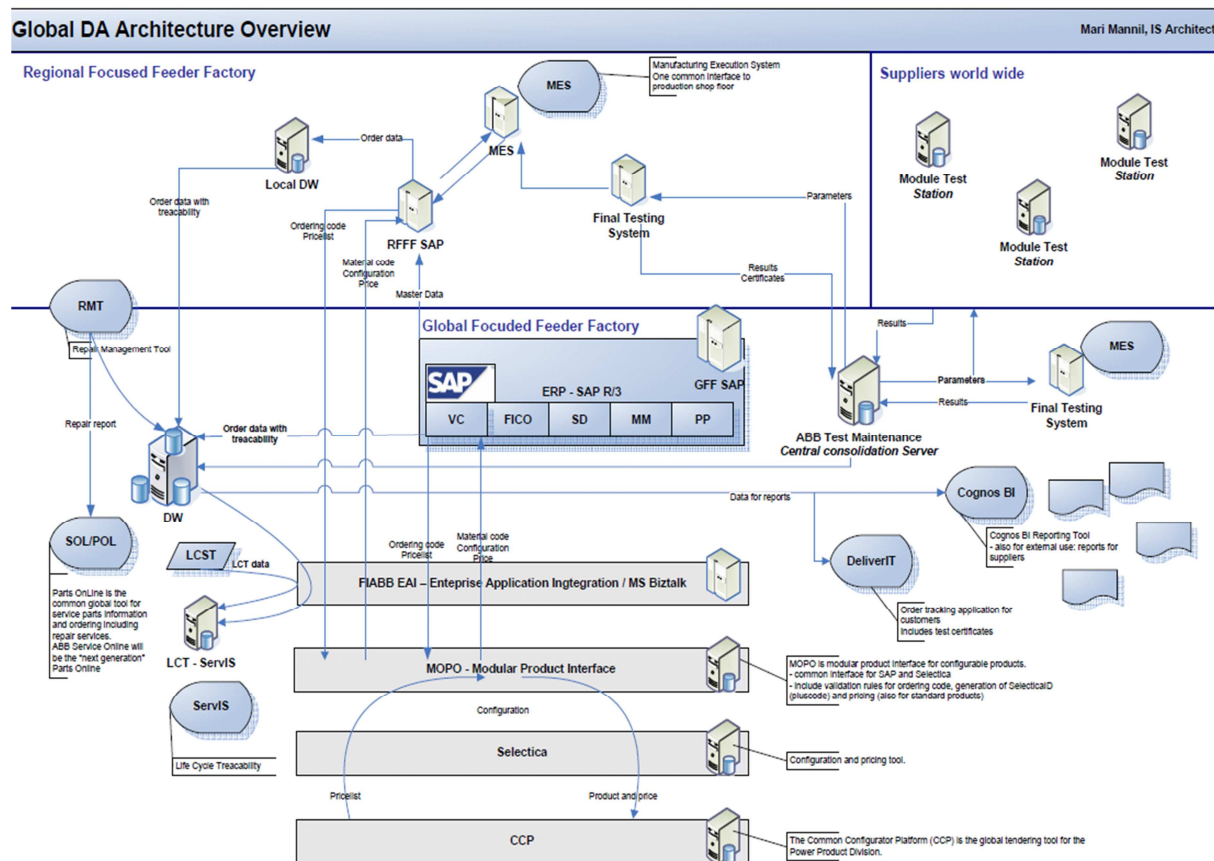 Global DA Architecture Overview
Mari Mannil, IS Architect
Regional Focused Feeder Factory
Suppliers world wide
MES
Manufacturing Execution System
One common interface to
production shop floor
MES
Order data
Local DW
Order data with
treacability
Ordering code
Pricelist
RFFF SAP
Material code
Configuration
Price
Master Data
Final Testing
System
Parameters
Results
Certificates
Module Test
Station
Module Test
Station
Module Test
Station
RMT
Repair Management Tool
Repair report
Global Focuded Feeder Factory
SAP
ERP - SAP R/3
GFF SAP
VC
FICO
SD
MM
PP
Order data with
treacability
Results
MES
Parameters
Results
Final Testing
System
ABB Test Maintenance
Central consolidation Server
DW
Data for reports
Cognos BI
Cognos BI Reporting Tool
- also for external use: reports for
suppliers
SOL/POL
Parts OnLine is the
common global tool for
service parts information
and ordering including
repair services.
ABB Service Online will
be the "next generation"
Parts Online
LCST
LCT data
LCT - ServIS
Ordering code
Pricelist
Material code
Configuration
Price
DeliverIT
Order tracking application for
customers
Includes test certificates
FIABB EAI – Enteprise Application Ingtegration / MS Biztalk
MOPO - Modular Product Interface
MOPO is modular product interface for configurable products.
- common interface for SAP and Selectica
- include validation rules for ordering code, generation of SelecticaID
(pluscode) and pricing (also for standard products)
ServIS
Life Cycle Treacability
Configuration
Selectica
Configuration and pricing tool.
Pricelist
Product and price
CCP
The Common Configurator Platform (CCP) is the global tendering tool for the
Power Product Division.